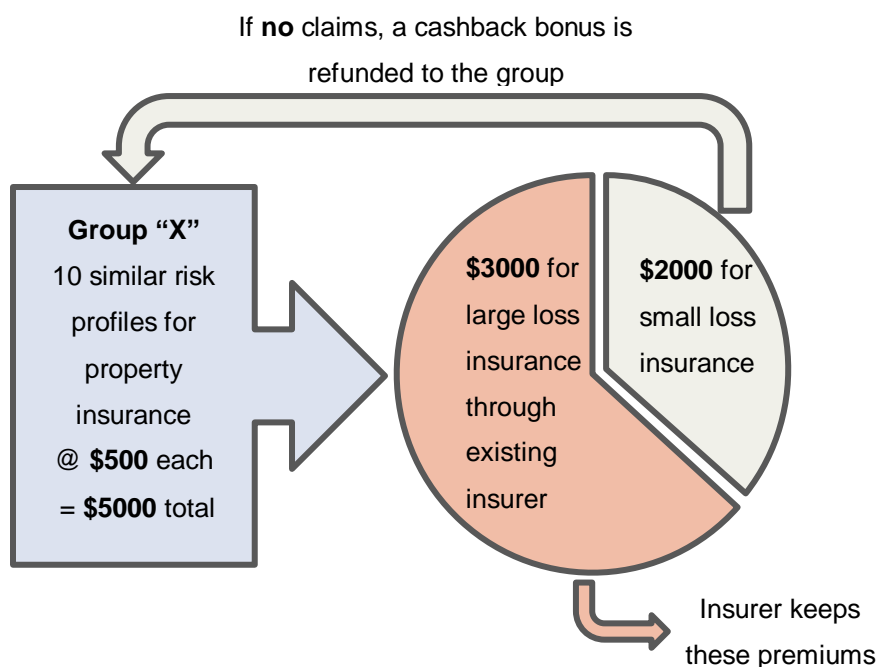 If no claims, a cashback bonus is
refunded to the group
Group “X”
10 similar risk
profiles for
property
insurance
@ $500 each
= $5000 total
$3000 for
large loss
insurance
through
existing
insurer
$2000 for
small loss
insurance
Insurer keeps
these premiums